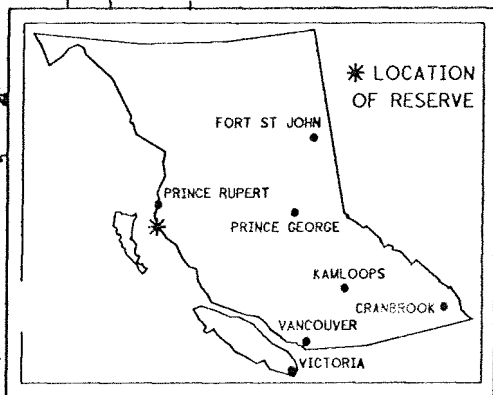 * LOCATION
OF RESERVE
FORT ST JOHN
PRINCE RUPERT
PRINCE GEORGE
KAMLOOPS
CRANBROOK
VANCOUVER
VICTORIA